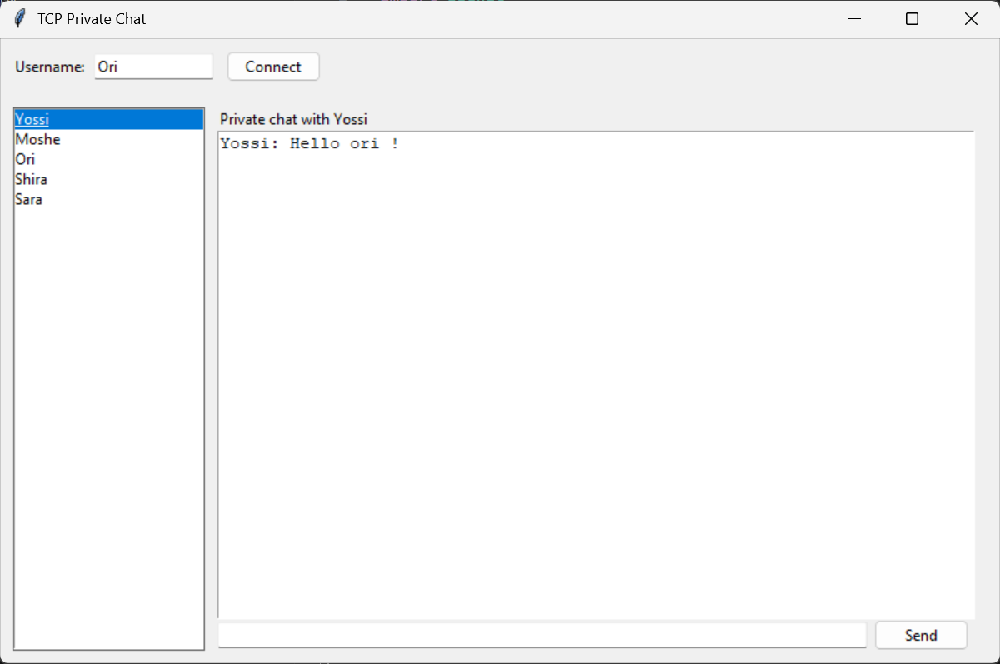 TCP Private Chat
Username: Ori Connect
Yossi
Moshe
Ori
Shira
Sara
Private chat with Yossi
Yossi: Hello ori !
Send